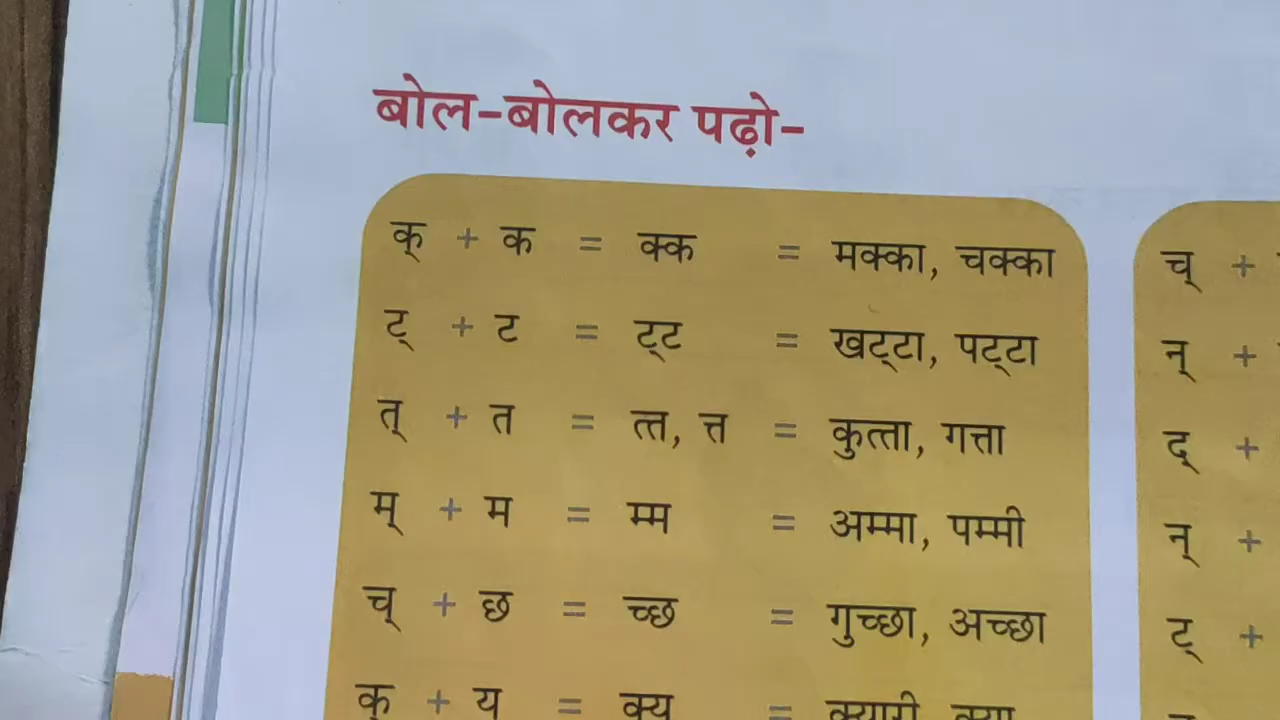 बोल-बोलकर पढ़ो-
क् + क = क्क = मक्का, चक्का
ट् + ट = ट्ट = खट्टा, पट्टा
त् + त = त्त, त्त = कुत्ता, गत्ता
म् + म = म्म = अम्मा, पम्मी
च् + छ = च्छ = गुच्छा, अच्छा
क् + य = क्य = क्यारी, क्या
च् +
न् +
द् +
न् +
ट् +